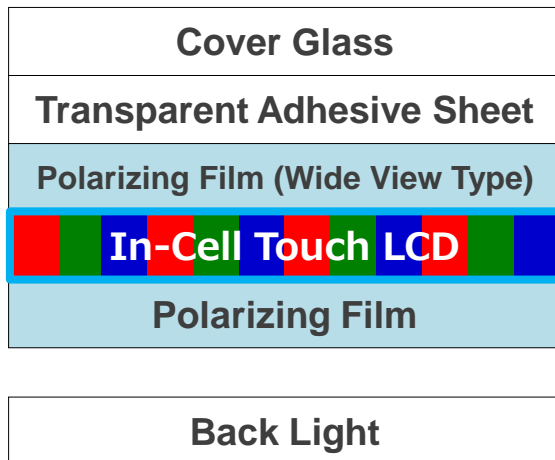 Cover Glass
Transparent Adhesive Sheet
Polarizing Film (Wide View Type)
In-Cell Touch LCD
Polarizing Film
Back Light